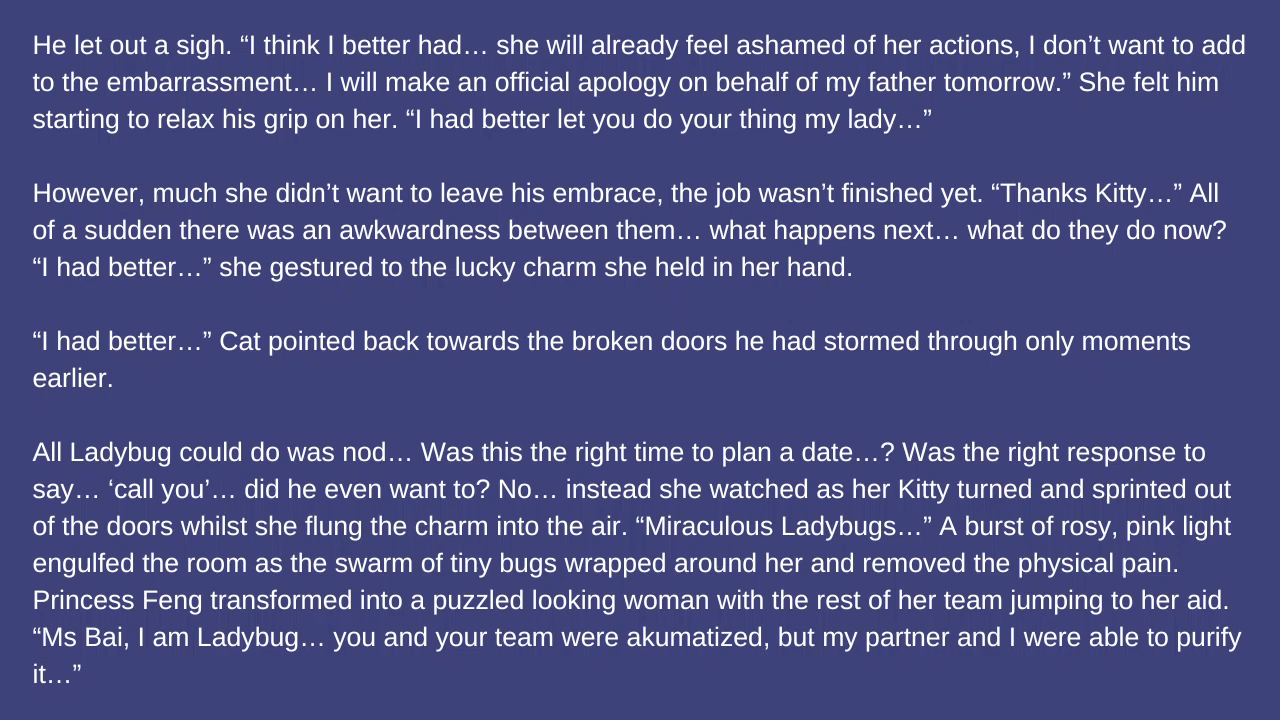 He let out a sigh. “I think I better had… she will already feel ashamed of her actions, I don’t want to add
to the embarrassment… I will make an official apology on behalf of my father tomorrow.” She felt him
starting to relax his grip on her. “I had better let you do your thing my lady…”
However, much she didn’t want to leave his embrace, the job wasn’t finished yet. “Thanks Kitty…” All
of a sudden there was an awkwardness between them… what happens next… what do they do now?
“I had better…” she gestured to the lucky charm she held in her hand.
“I had better…” Cat pointed back towards the broken doors he had stormed through only moments
earlier.
All Ladybug could do was nod… Was this the right time to plan a date…? Was the right response to
say… ‘call you’… did he even want to? No… instead she watched as her Kitty turned and sprinted out
of the doors whilst she flung the charm into the air. “Miraculous Ladybugs…” A burst of rosy, pink light
engulfed the room as the swarm of tiny bugs wrapped around her and removed the physical pain.
Princess Feng transformed into a puzzled looking woman with the rest of her team jumping to her aid.
“Ms Bai, I am Ladybug… you and your team were akumatized, but my partner and I were able to purify
it…”